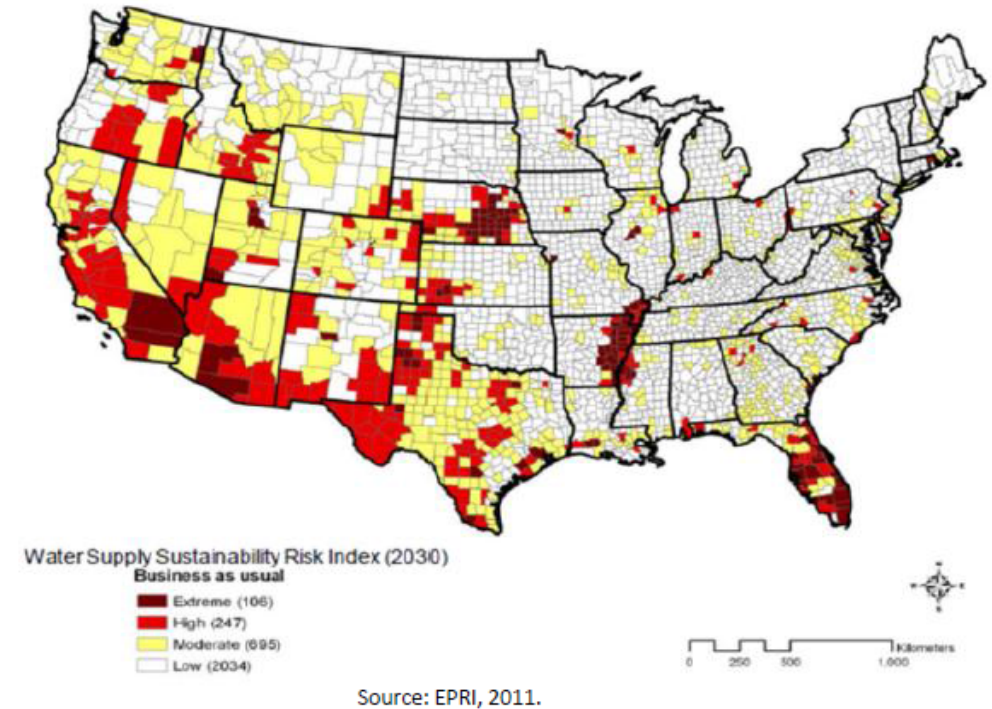 Water Supply Sustainability Risk Index (2030)
Business as usual
Extreme (106)
High (247)
Moderate (695)
Low (2034)
N
W
E
S
Kilometers
0 250 500 1,000
Source: EPRI, 2011.